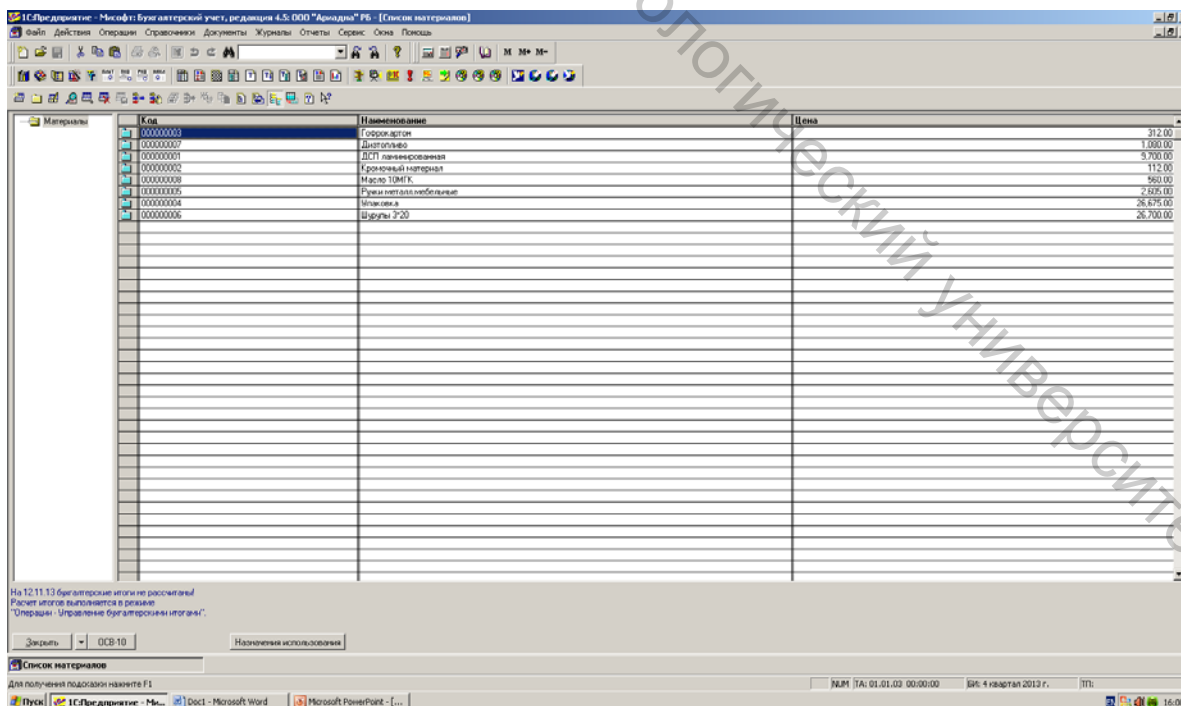 1С:Предприятие - Мисофт: Бухгалтерский учет, редакция 4.5: ООО "Ариадна" РБ - [Список материалов]
Файл Действия Операции Справочники Документы Журналы Отчеты Сервис Окна Помощь
M M+ M-
Материалы
Код Наименование Цена
000000003 Гофрокартон 312.00
000000007 Дизтопливо 1,080.00
000000001 ДСП ламинированная 9,700.00
000000002 Кромочный материал 112.00
000000008 Масло 10МГК 560.00
000000005 Ручки металл.мебельные 2,605.00
000000004 Упаковка 26,675.00
000000006 Шурупы 3*20 26,700.00
На 12.11.13 бухгалтерские итоги не рассчитаны!
Расчет итогов выполняется в режиме
"Операции - Управление бухгалтерскими итогами".
Закрыть ОСВ-10 Назначения использования
Список материалов
Для получения подсказки нажмите F1 NUM TA: 01.01.03 00:00:00 БИ: 4 квартал 2013 г. ТП:
Пуск 1С:Предприятие - Ми... Doc1 - Microsoft Word Microsoft PowerPoint - [... 16:0
ологический университе